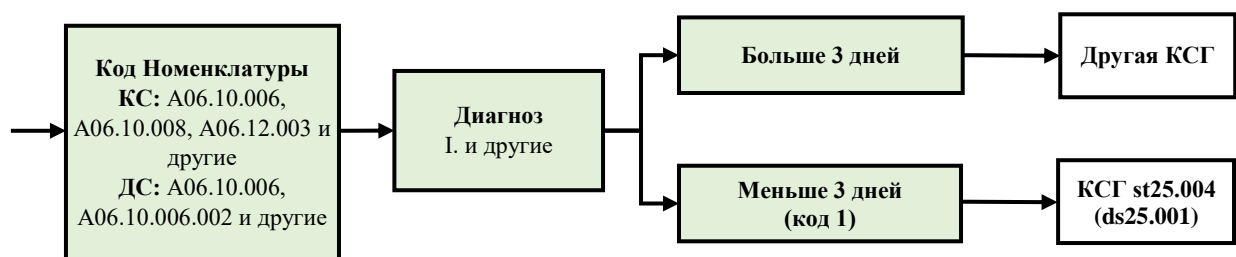 Код Номенклатуры
КС: A06.10.006,
A06.10.008, A06.12.003 и
другие
ДС: A06.10.006,
A06.10.006.002 и другие
Диагноз
I. и другие
Больше 3 дней
Другая КСГ
Меньше 3 дней
(код 1)
КСГ st25.004
(ds25.001)